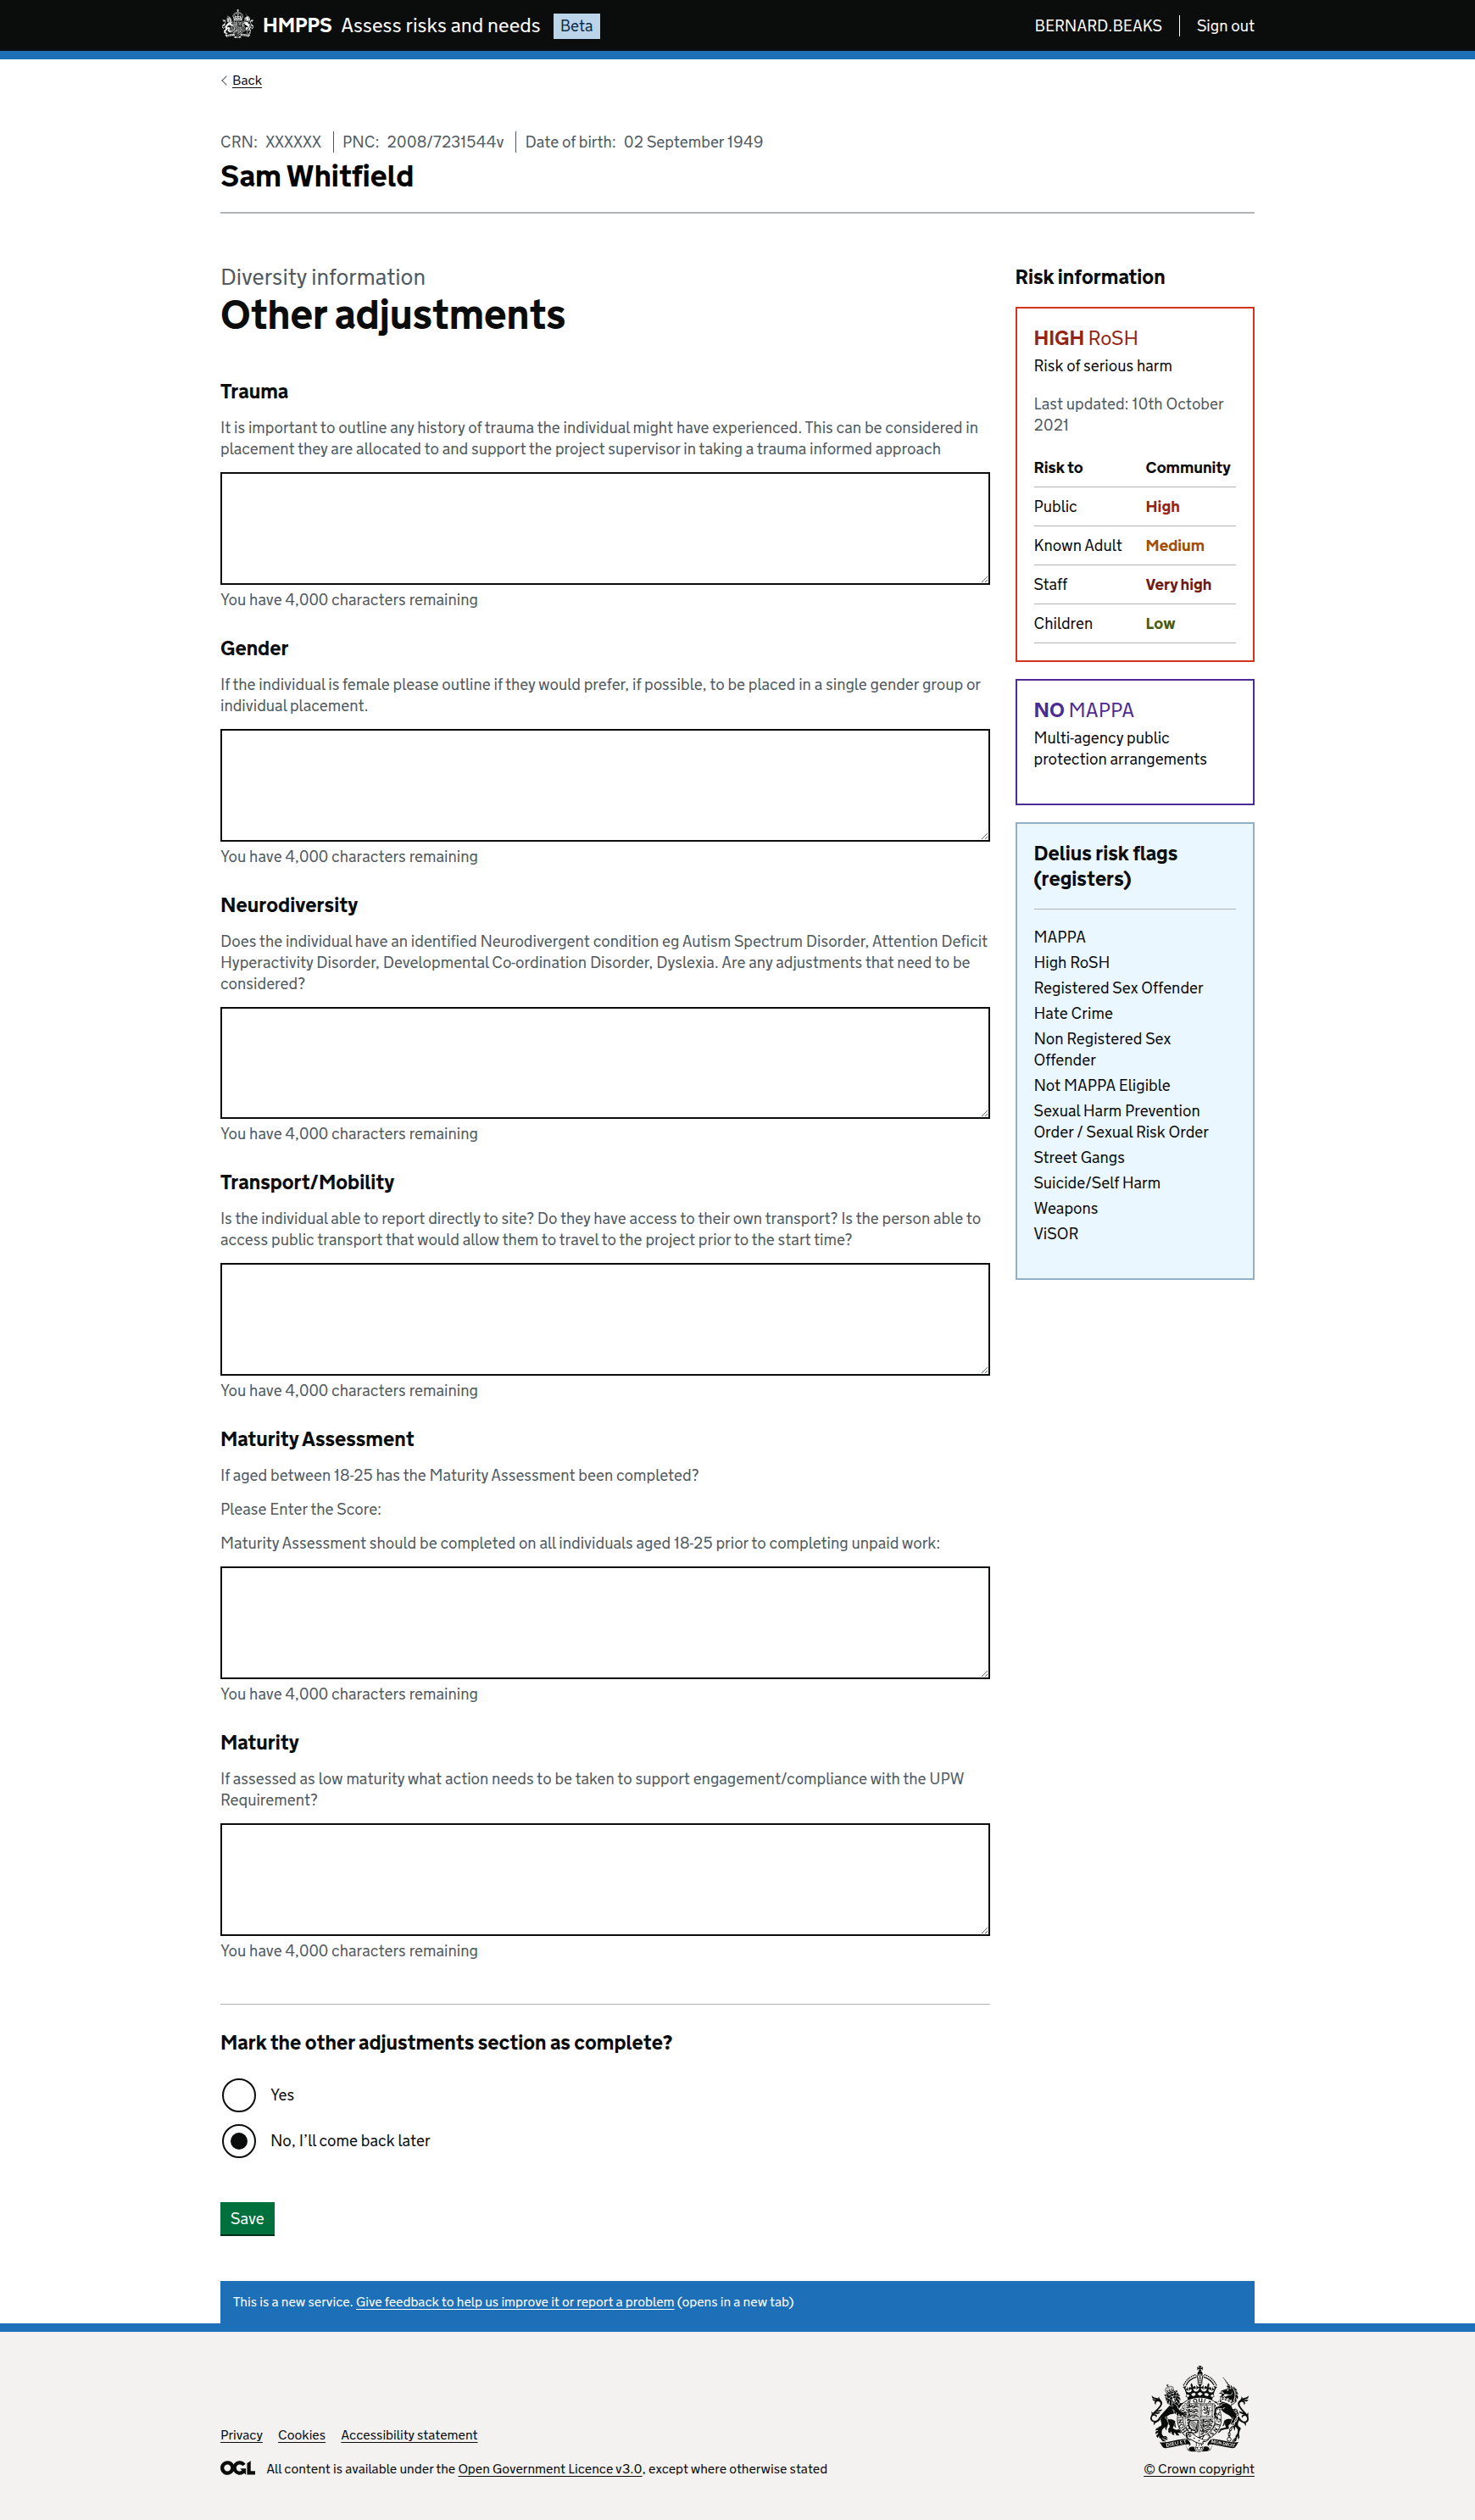 HMPPS Assess risks and needs Beta BERNARD.BEAKS Sign out
Back
CRN: XXXXXX PNC: 2008/7231544v Date of birth: 02 September 1949
Sam Whitfield
Diversity information
Other adjustments
Trauma
It is important to outline any history of trauma the individual might have experienced. This can be considered in
placement they are allocated to and support the project supervisor in taking a trauma informed approach
You have 4,000 characters remaining
Gender
If the individual is female please outline if they would prefer, if possible, to be placed in a single gender group or
individual placement.
You have 4,000 characters remaining
Neurodiversity
Does the individual have an identified Neurodivergent condition eg Autism Spectrum Disorder, Attention Deficit
Hyperactivity Disorder, Developmental Co-ordination Disorder, Dyslexia. Are any adjustments that need to be
considered?
You have 4,000 characters remaining
Transport/Mobility
Is the individual able to report directly to site? Do they have access to their own transport? Is the person able to
access public transport that would allow them to travel to the project prior to the start time?
You have 4,000 characters remaining
Maturity Assessment
If aged between 18-25 has the Maturity Assessment been completed?
Please Enter the Score:
Maturity Assessment should be completed on all individuals aged 18-25 prior to completing unpaid work:
You have 4,000 characters remaining
Maturity
If assessed as low maturity what action needs to be taken to support engagement/compliance with the UPW
Requirement?
You have 4,000 characters remaining
Mark the other adjustments section as complete?
Yes
No, I’ll come back later
Save
Risk information
HIGH RoSH
Risk of serious harm
Last updated: 10th October
2021
Risk to Community
Public High
Known Adult Medium
Staff Very high
Children Low
NO MAPPA
Multi-agency public
protection arrangements
Delius risk flags
(registers)
MAPPA
High RoSH
Registered Sex Offender
Hate Crime
Non Registered Sex
Offender
Not MAPPA Eligible
Sexual Harm Prevention
Order / Sexual Risk Order
Street Gangs
Suicide/Self Harm
Weapons
ViSOR
This is a new service. Give feedback to help us improve it or report a problem (opens in a new tab)
Privacy Cookies Accessibility statement
OGL All content is available under the Open Government Licence v3.0, except where otherwise stated
© Crown copyright